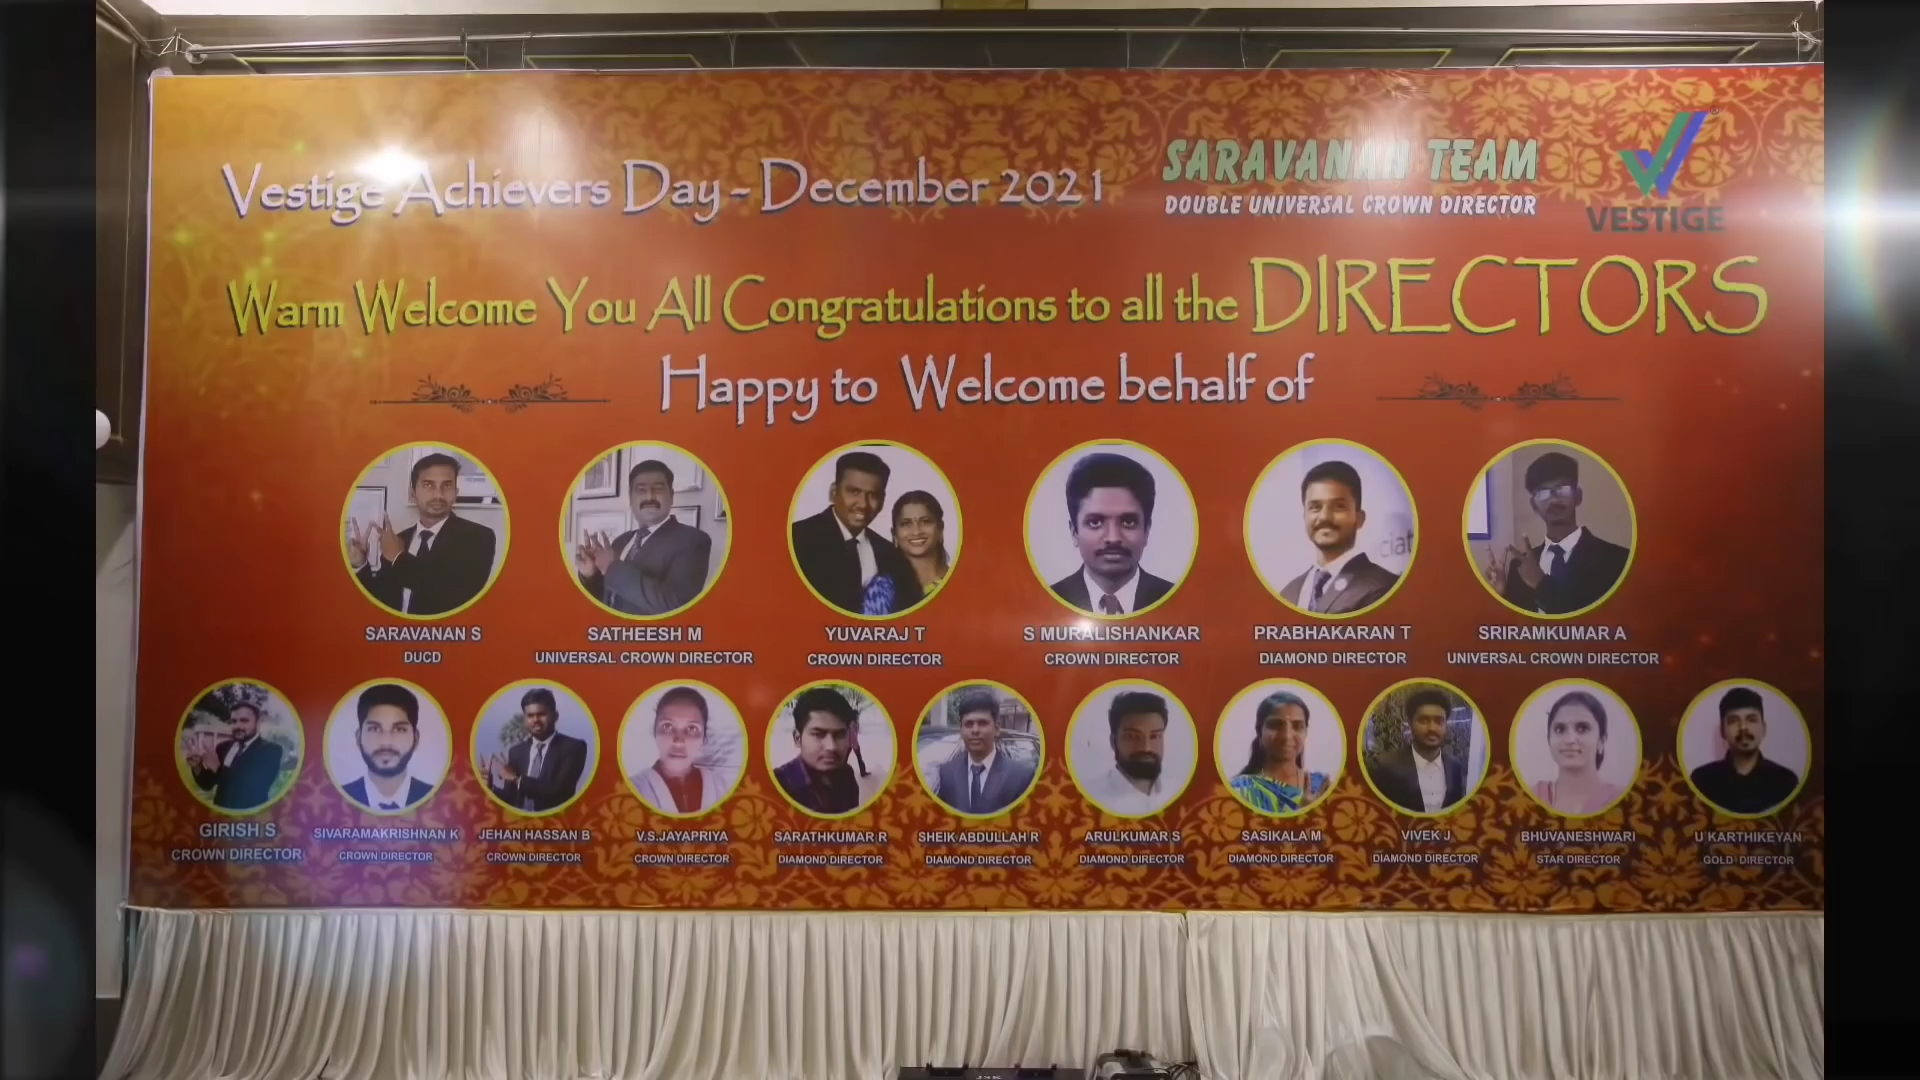 Vestige Achievers Day - December 2021
SARAVANAN TEAM
DOUBLE UNIVERSAL CROWN DIRECTOR
VESTIGE
Warm Welcome You All Congratulations to all the DIRECTORS
Happy to Welcome behalf of
ciat
SARAVANAN S
DUCD
SATHEESH M
UNIVERSAL CROWN DIRECTOR
YUVARAJ T
CROWN DIRECTOR
S MURALISHANKAR
CROWN DIRECTOR
PRABHAKARAN T
DIAMOND DIRECTOR
SRIRAMKUMAR A
UNIVERSAL CROWN DIRECTOR
GIRISH S
CROWN DIRECTOR
SIVARAMAKRISHNAN K
CROWN DIRECTOR
JEHAN HASSAN B
CROWN DIRECTOR
V.S.JAYAPRIYA
CROWN DIRECTOR
SARATHKUMAR R
DIAMOND DIRECTOR
SHEIK ABDULLAH R
DIAMOND DIRECTOR
ARULKUMAR S
DIAMOND DIRECTOR
SASIKALA M
DIAMOND DIRECTOR
VIVEK J
DIAMOND DIRECTOR
BHUVANESHWARI
STAR DIRECTOR
U KARTHIKEYAN
GOLD DIRECTOR